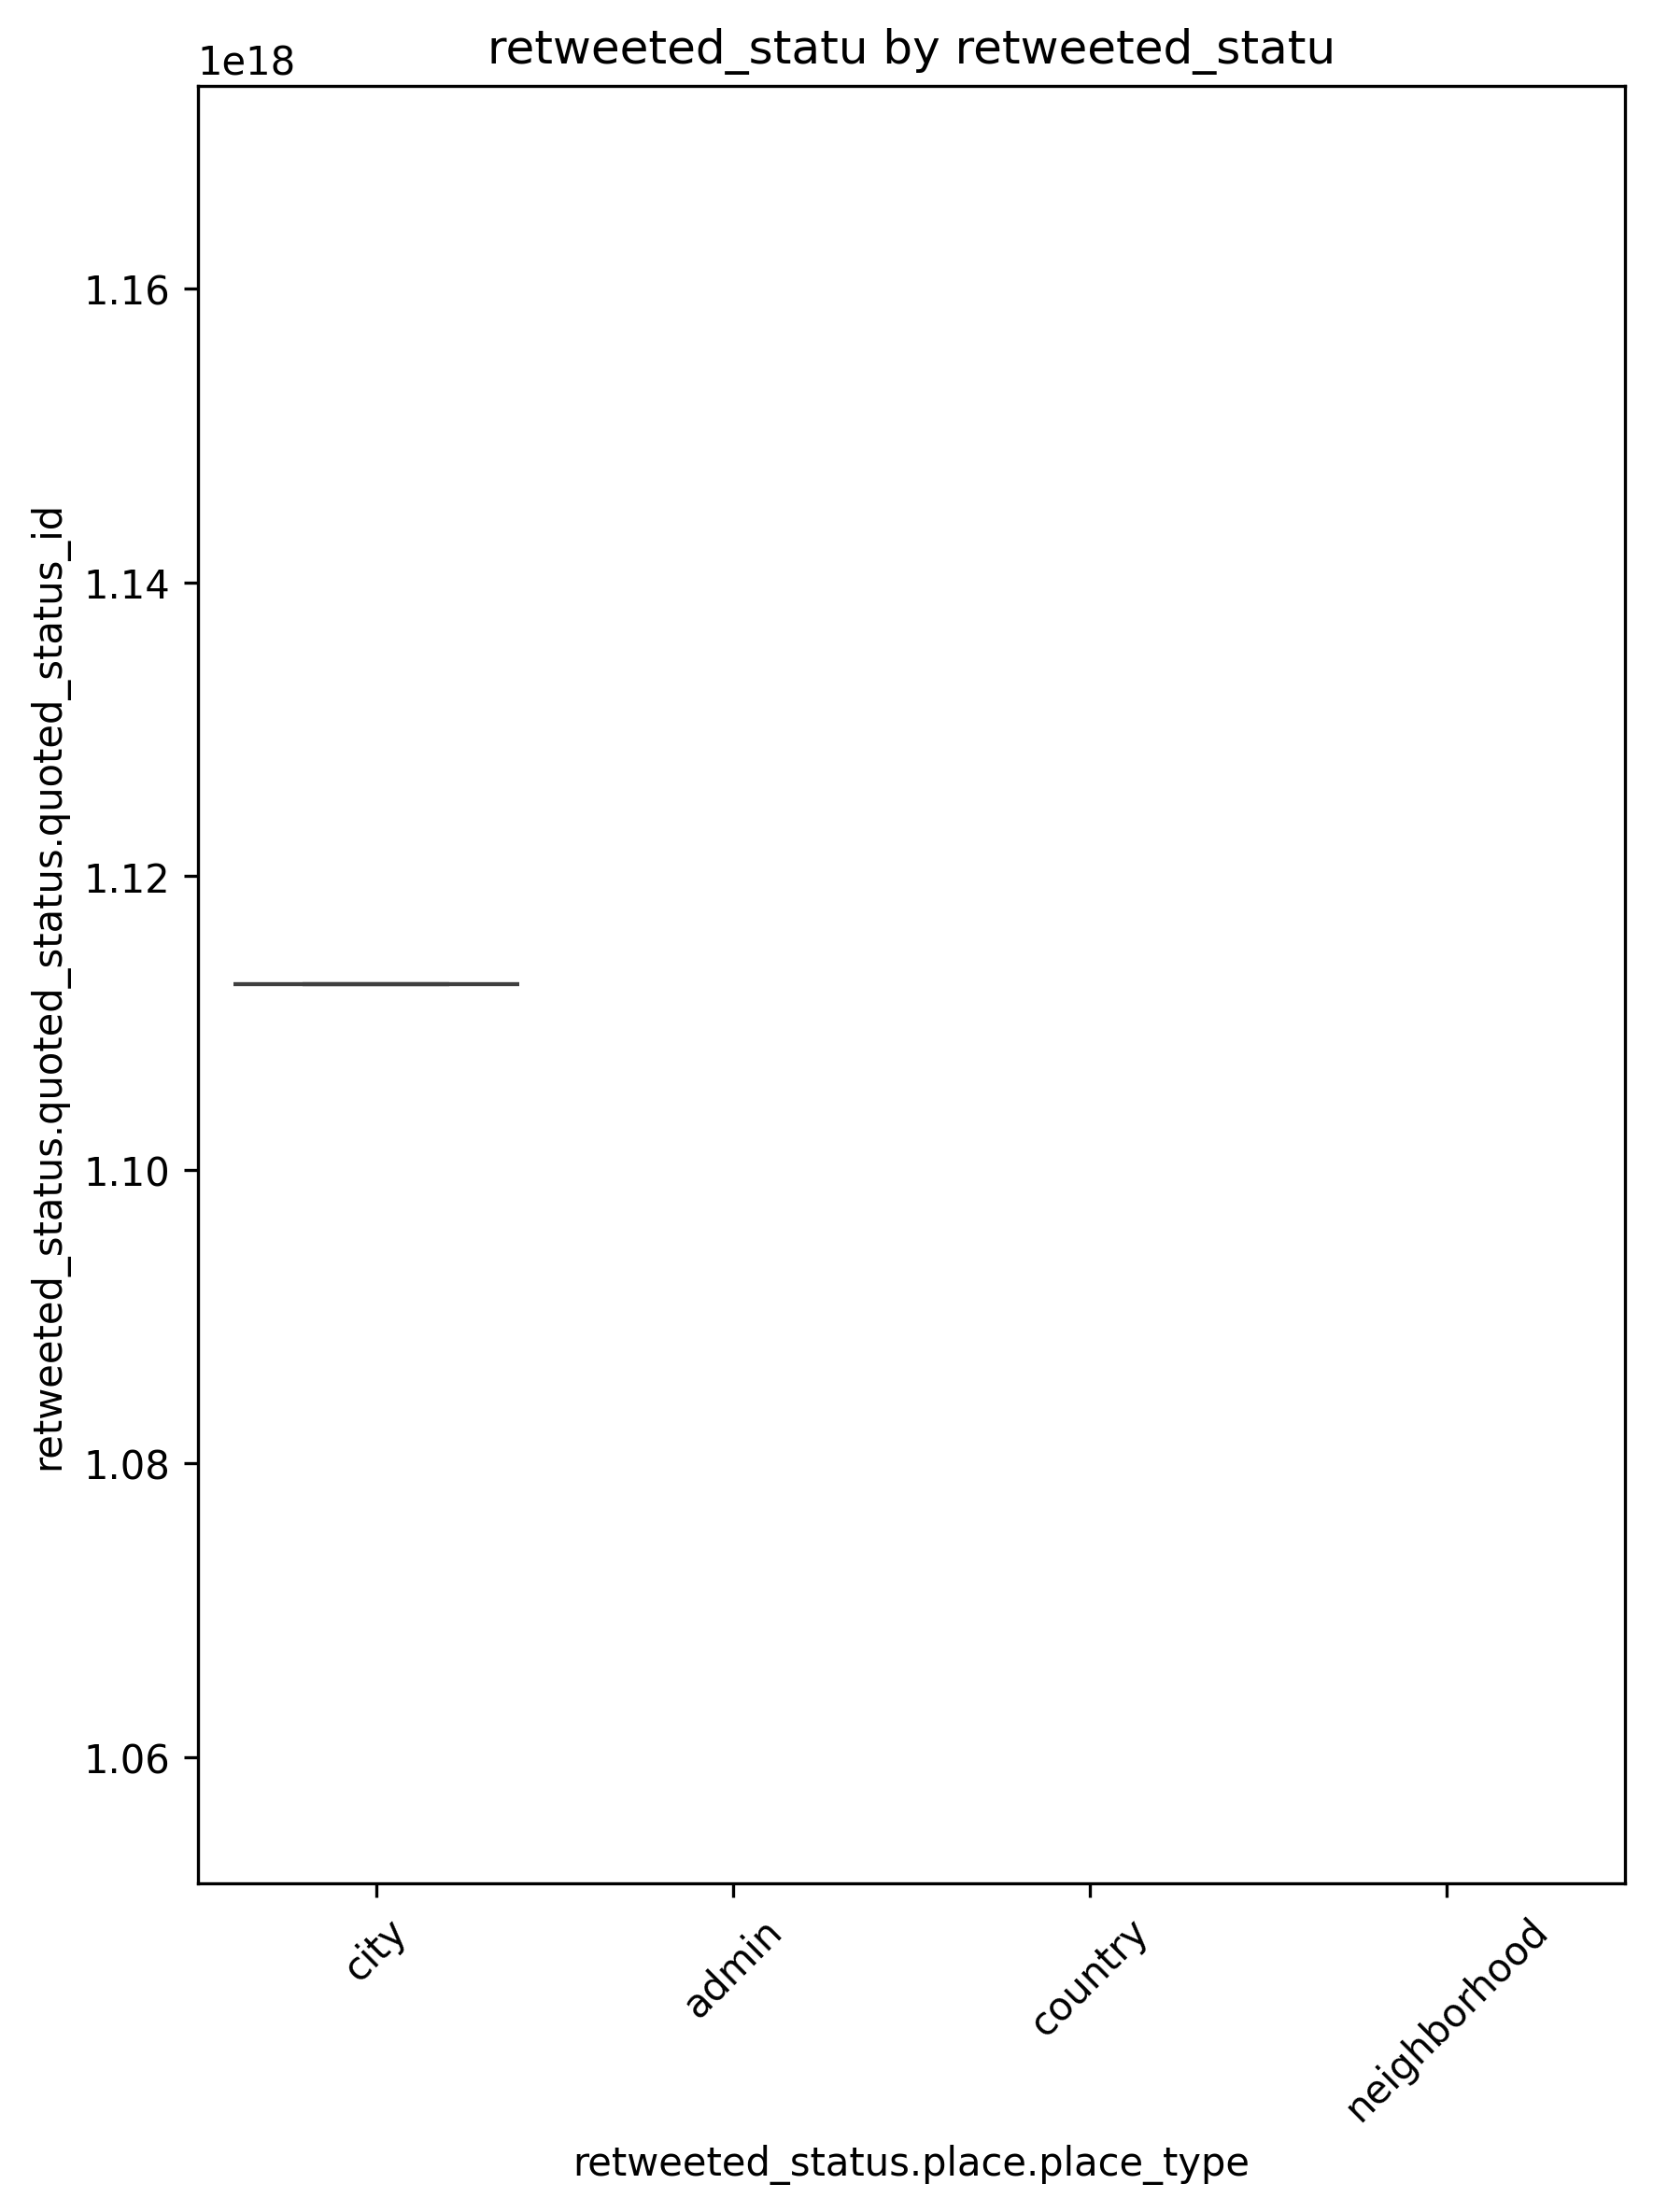 retweeted_statu by retweeted_statu
1e18
1.16
1.14
1.12
1.10
1.08
1.06
retweeted_status.quoted_status.quoted_status_id
city
admin
country
neighborhood
retweeted_status.place.place_type